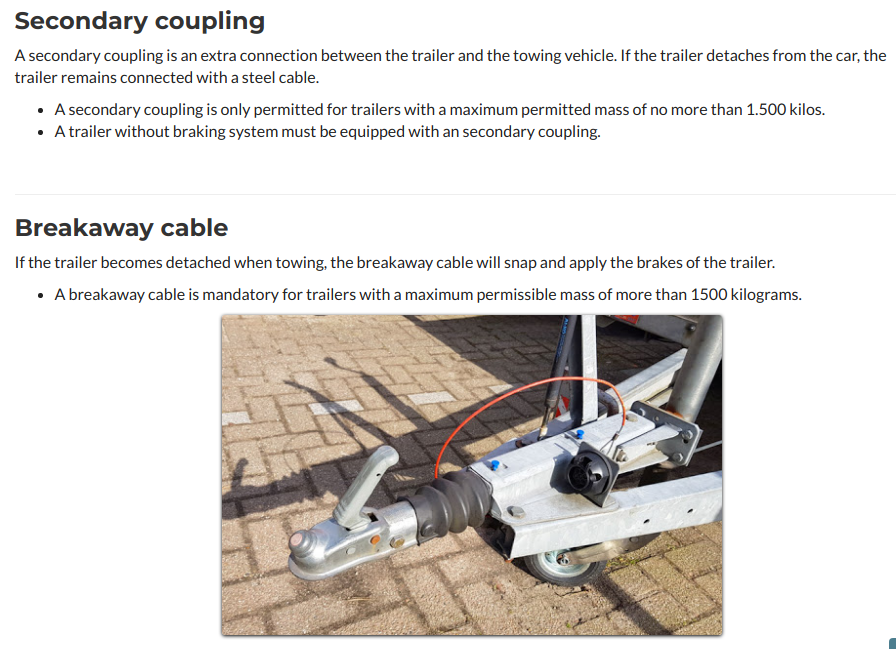 Secondary coupling
A secondary coupling is an extra connection between the trailer and the towing vehicle. If the trailer detaches from the car, the
trailer remains connected with a steel cable.
• A secondary coupling is only permitted for trailers with a maximum permitted mass of no more than 1.500 kilos.
• A trailer without braking system must be equipped with an secondary coupling.
Breakaway cable
If the trailer becomes detached when towing, the breakaway cable will snap and apply the brakes of the trailer.
• A breakaway cable is mandatory for trailers with a maximum permissible mass of more than 1500 kilograms.